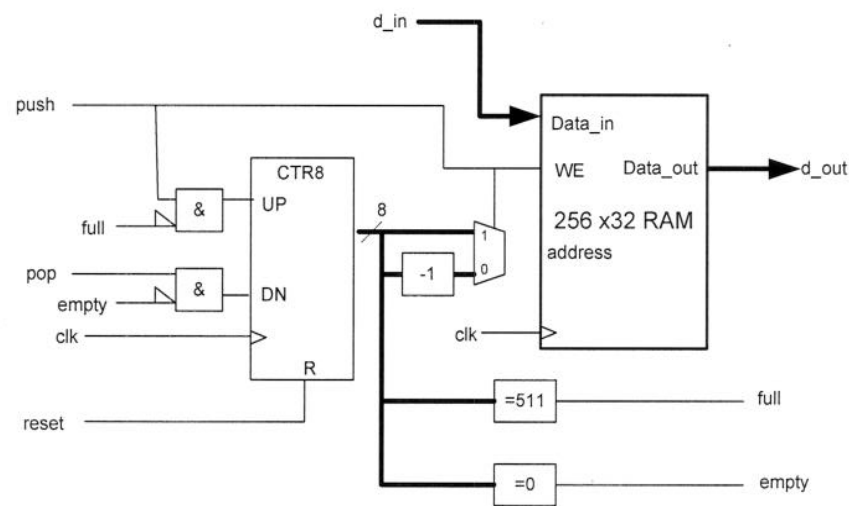 d_in
push
Data_in
CTR8
WE
Data_out
d_out
&
UP
8
full
1
256 x32 RAM
address
pop
0
-1
&
DN
empty
clk
clk
R
=511
full
reset
=0
empty